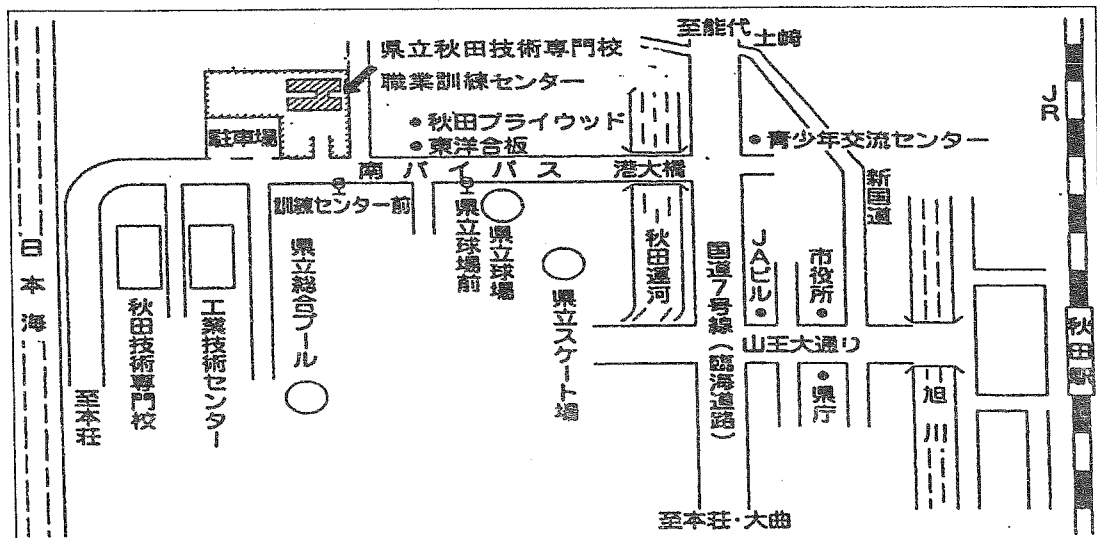 至能代
土崎
県立秋田技術専門校
職業訓練センター
JR
秋田プライウッド
東洋合板
駐車場
青少年交流センター
南バイパス
港大橋
新国道
訓練センター前
県立球場前
県立球場
日本海
秋田運河
国道7号線(臨海道路)
JAビル
市役所
県立総合プール
県立スケート場
秋田技術専門校
工業技術センター
山王大通り
秋田駅
至本荘
県庁
旭川
至本荘・大曲